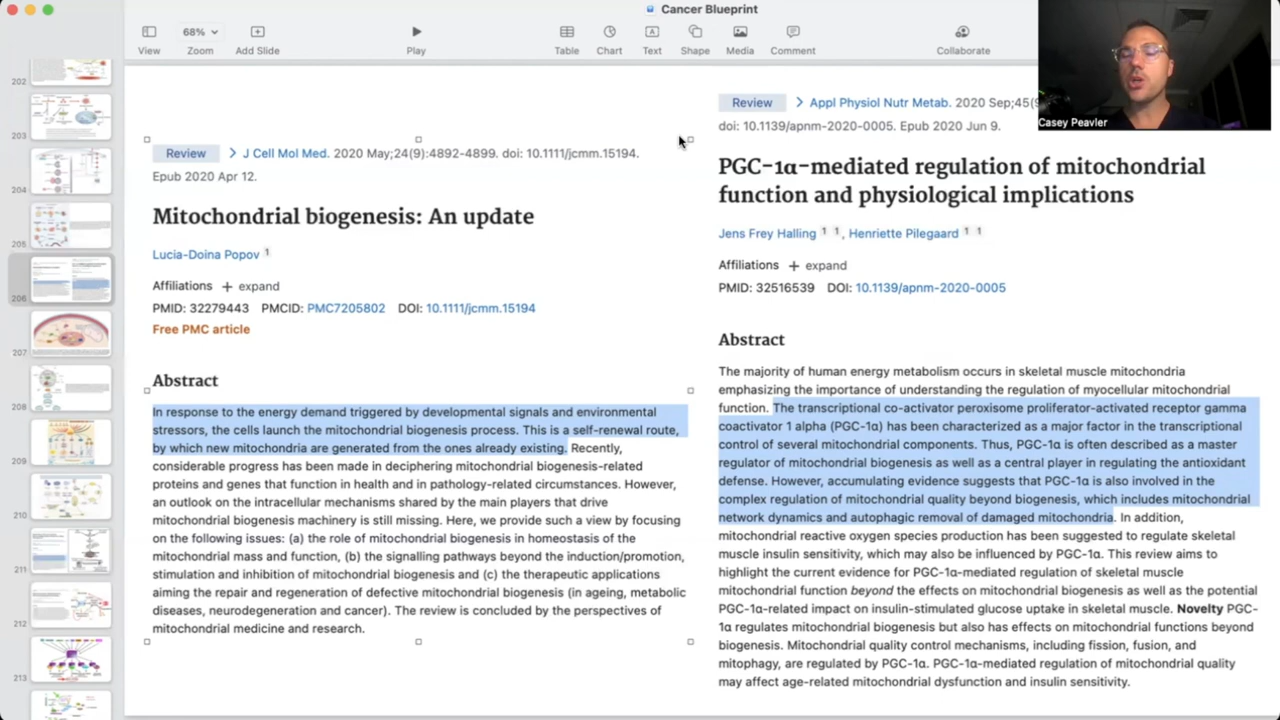 Cancer Blueprint
68%
View
Zoom
Add Slide
Play
Table
Chart
Text
Shape
Media
Comment
Collaborate
Casey Peavler
202
203
204
205
206
207
208
209
210
211
212
213
Review > J Cell Mol Med. 2020 May;24(9):4892-4899. doi: 10.1111/jcmm.15194.
Epub 2020 Apr 12.
Mitochondrial biogenesis: An update
Lucia-Doina Popov 1
Affiliations + expand
PMID: 32279443 PMCID: PMC7205802 DOI: 10.1111/jcmm.15194
Free PMC article
Abstract
In response to the energy demand triggered by developmental signals and environmental
stressors, the cells launch the mitochondrial biogenesis process. This is a self-renewal route,
by which new mitochondria are generated from the ones already existing. Recently,
considerable progress has been made in deciphering mitochondrial biogenesis-related
proteins and genes that function in health and in pathology-related circumstances. However,
an outlook on the intracellular mechanisms shared by the main players that drive
mitochondrial biogenesis machinery is still missing. Here, we provide such a view by focusing
on the following issues: (a) the role of mitochondrial biogenesis in homeostasis of the
mitochondrial mass and function, (b) the signalling pathways beyond the induction/promotion,
stimulation and inhibition of mitochondrial biogenesis and (c) the therapeutic applications
aiming the repair and regeneration of defective mitochondrial biogenesis (in ageing, metabolic
diseases, neurodegeneration and cancer). The review is concluded by the perspectives of
mitochondrial medicine and research.
Review > Appl Physiol Nutr Metab. 2020 Sep;45(9
doi: 10.1139/apnm-2020-0005. Epub 2020 Jun 9.
PGC-1α-mediated regulation of mitochondrial
function and physiological implications
Jens Frey Halling 1 1, Henriette Pilegaard 1 1
Affiliations + expand
PMID: 32516539 DOI: 10.1139/apnm-2020-0005
Abstract
The majority of human energy metabolism occurs in skeletal muscle mitochondria
emphasizing the importance of understanding the regulation of myocellular mitochondrial
function. The transcriptional co-activator peroxisome proliferator-activated receptor gamma
coactivator 1 alpha (PGC-1α) has been characterized as a major factor in the transcriptional
control of several mitochondrial components. Thus, PGC-1α is often described as a master
regulator of mitochondrial biogenesis as well as a central player in regulating the antioxidant
defense. However, accumulating evidence suggests that PGC-1α is also involved in the
complex regulation of mitochondrial quality beyond biogenesis, which includes mitochondrial
network dynamics and autophagic removal of damaged mitochondria. In addition,
mitochondrial reactive oxygen species production has been suggested to regulate skeletal
muscle insulin sensitivity, which may also be influenced by PGC-1α. This review aims to
highlight the current evidence for PGC-1α-mediated regulation of skeletal muscle
mitochondrial function beyond the effects on mitochondrial biogenesis as well as the potential
PGC-1α-related impact on insulin-stimulated glucose uptake in skeletal muscle. Novelty PGC-
1α regulates mitochondrial biogenesis but also has effects on mitochondrial functions beyond
biogenesis. Mitochondrial quality control mechanisms, including fission, fusion, and
mitophagy, are regulated by PGC-1α. PGC-1α-mediated regulation of mitochondrial quality
may affect age-related mitochondrial dysfunction and insulin sensitivity.